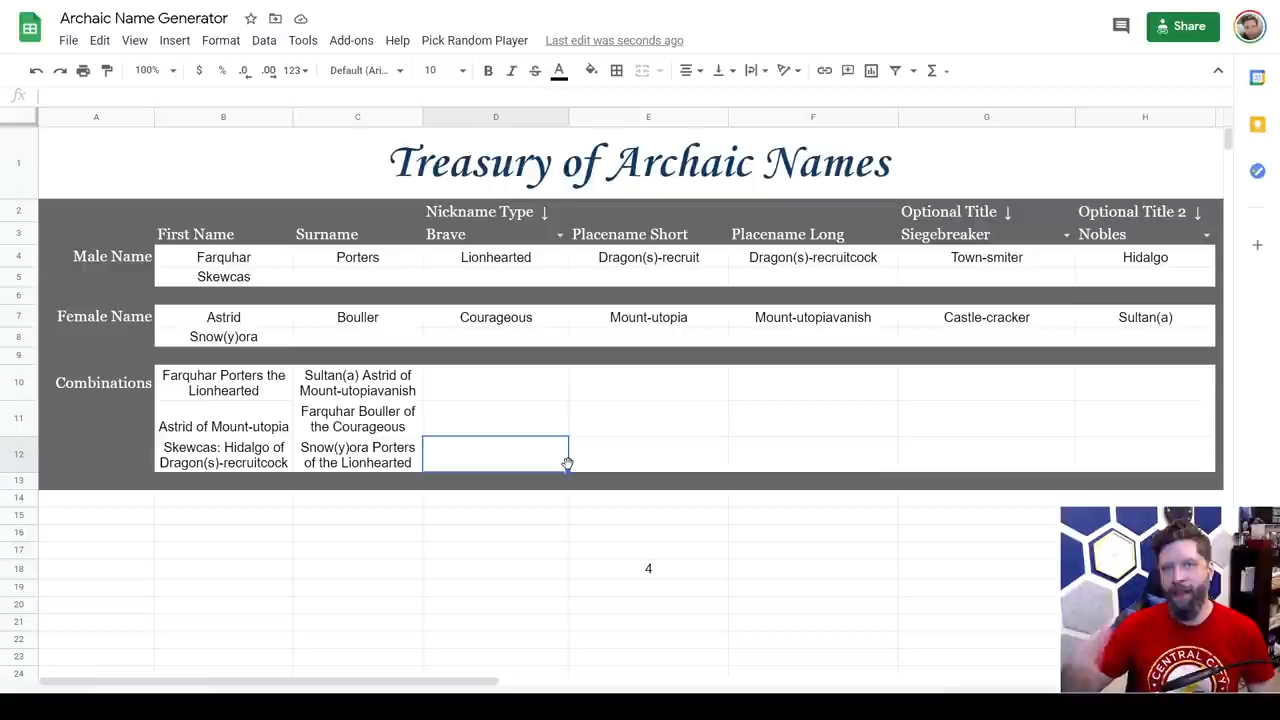 Archaic Name Generator
File Edit View Insert Format Data Tools Add-ons Help Pick Random Player Last edit was seconds ago
Share
100% $ % .0 .00 123 Default (Ari... 10 B I S A
fx
A B C D E F G H
1 Treasury of Archaic Names
2 Nickname Type ↓ Optional Title ↓ Optional Title 2 ↓
3 First Name Surname Brave Placename Short Placename Long Siegebreaker Nobles
4 Male Name Farquhar Porters Lionhearted Dragon(s)-recruit Dragon(s)-recruitcock Town-smiter Hidalgo
5 Skewcas
6
7 Female Name Astrid Bouller Courageous Mount-utopia Mount-utopiavanish Castle-cracker Sultan(a)
8 Snow(y)ora
9
10 Combinations Farquhar Porters the Sultan(a) Astrid of
Lionhearted Mount-utopiavanish
11 Farquhar Bouller of
Astrid of Mount-utopia the Courageous
12 Skewcas: Hidalgo of Snow(y)ora Porters
Dragon(s)-recruitcock of the Lionhearted
13
14
15
16
17
18 4
19
20
21
22
23
24
CENTRAL CITY